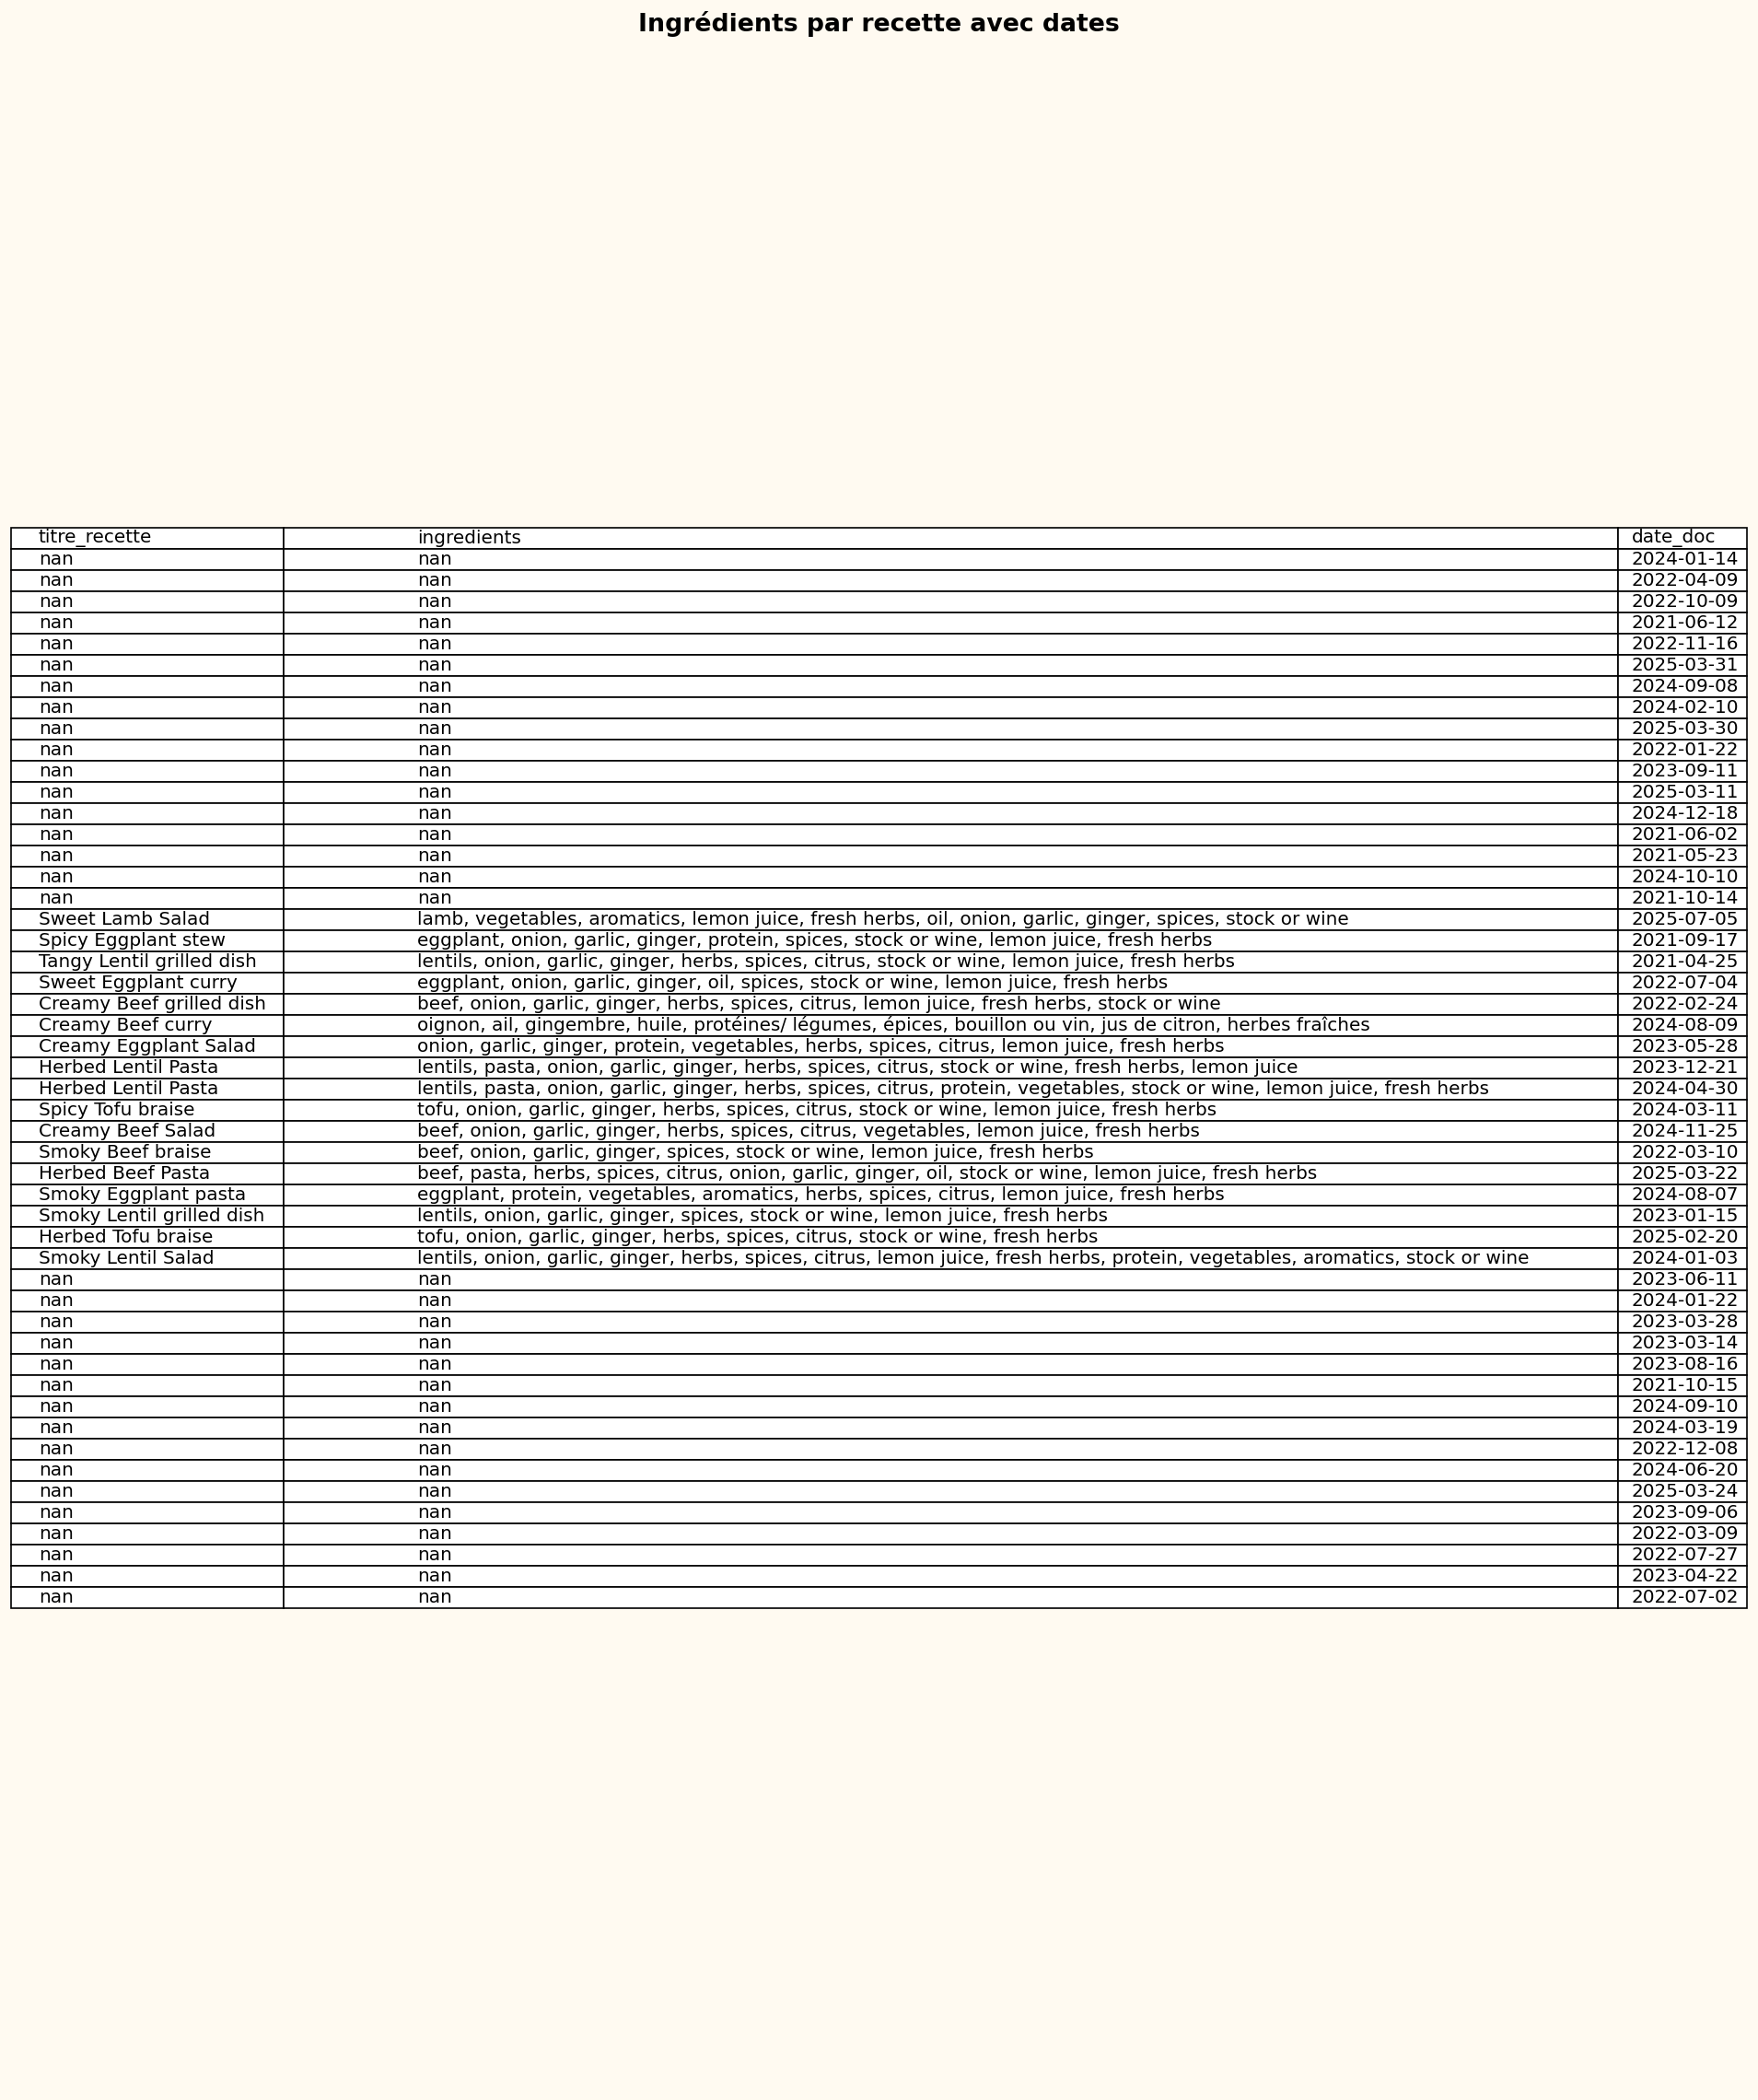 Ingrédients par recette avec dates
titre_recette ingredients date_doc
nan nan 2024-01-14
nan nan 2022-04-09
nan nan 2022-10-09
nan nan 2021-06-12
nan nan 2022-11-16
nan nan 2025-03-31
nan nan 2024-09-08
nan nan 2024-02-10
nan nan 2025-03-30
nan nan 2022-01-22
nan nan 2023-09-11
nan nan 2025-03-11
nan nan 2024-12-18
nan nan 2021-06-02
nan nan 2021-05-23
nan nan 2024-10-10
nan nan 2021-10-14
Sweet Lamb Salad lamb, vegetables, aromatics, lemon juice, fresh herbs, oil, onion, garlic, ginger, spices, stock or wine 2025-07-05
Spicy Eggplant stew eggplant, onion, garlic, ginger, protein, spices, stock or wine, lemon juice, fresh herbs 2021-09-17
Tangy Lentil grilled dish lentils, onion, garlic, ginger, herbs, spices, citrus, stock or wine, lemon juice, fresh herbs 2021-04-25
Sweet Eggplant curry eggplant, onion, garlic, ginger, oil, spices, stock or wine, lemon juice, fresh herbs 2022-07-04
Creamy Beef grilled dish beef, onion, garlic, ginger, herbs, spices, citrus, lemon juice, fresh herbs, stock or wine 2022-02-24
Creamy Beef curry oignon, ail, gingembre, huile, protéines/ légumes, épices, bouillon ou vin, jus de citron, herbes fraîches 2024-08-09
Creamy Eggplant Salad onion, garlic, ginger, protein, vegetables, herbs, spices, citrus, lemon juice, fresh herbs 2023-05-28
Herbed Lentil Pasta lentils, pasta, onion, garlic, ginger, herbs, spices, citrus, stock or wine, fresh herbs, lemon juice 2023-12-21
Herbed Lentil Pasta lentils, pasta, onion, garlic, ginger, herbs, spices, citrus, protein, vegetables, stock or wine, lemon juice, fresh herbs 2024-04-30
Spicy Tofu braise tofu, onion, garlic, ginger, herbs, spices, citrus, stock or wine, lemon juice, fresh herbs 2024-03-11
Creamy Beef Salad beef, onion, garlic, ginger, herbs, spices, citrus, vegetables, lemon juice, fresh herbs 2024-11-25
Smoky Beef braise beef, onion, garlic, ginger, spices, stock or wine, lemon juice, fresh herbs 2022-03-10
Herbed Beef Pasta beef, pasta, herbs, spices, citrus, onion, garlic, ginger, oil, stock or wine, lemon juice, fresh herbs 2025-03-22
Smoky Eggplant pasta eggplant, protein, vegetables, aromatics, herbs, spices, citrus, lemon juice, fresh herbs 2024-08-07
Smoky Lentil grilled dish lentils, onion, garlic, ginger, spices, stock or wine, lemon juice, fresh herbs 2023-01-15
Herbed Tofu braise tofu, onion, garlic, ginger, herbs, spices, citrus, stock or wine, fresh herbs 2025-02-20
Smoky Lentil Salad lentils, onion, garlic, ginger, herbs, spices, citrus, lemon juice, fresh herbs, protein, vegetables, aromatics, stock or wine 2024-01-03
nan nan 2023-06-11
nan nan 2024-01-22
nan nan 2023-03-28
nan nan 2023-03-14
nan nan 2023-08-16
nan nan 2021-10-15
nan nan 2024-09-10
nan nan 2024-03-19
nan nan 2022-12-08
nan nan 2024-06-20
nan nan 2025-03-24
nan nan 2023-09-06
nan nan 2022-03-09
nan nan 2022-07-27
nan nan 2023-04-22
nan nan 2022-07-02